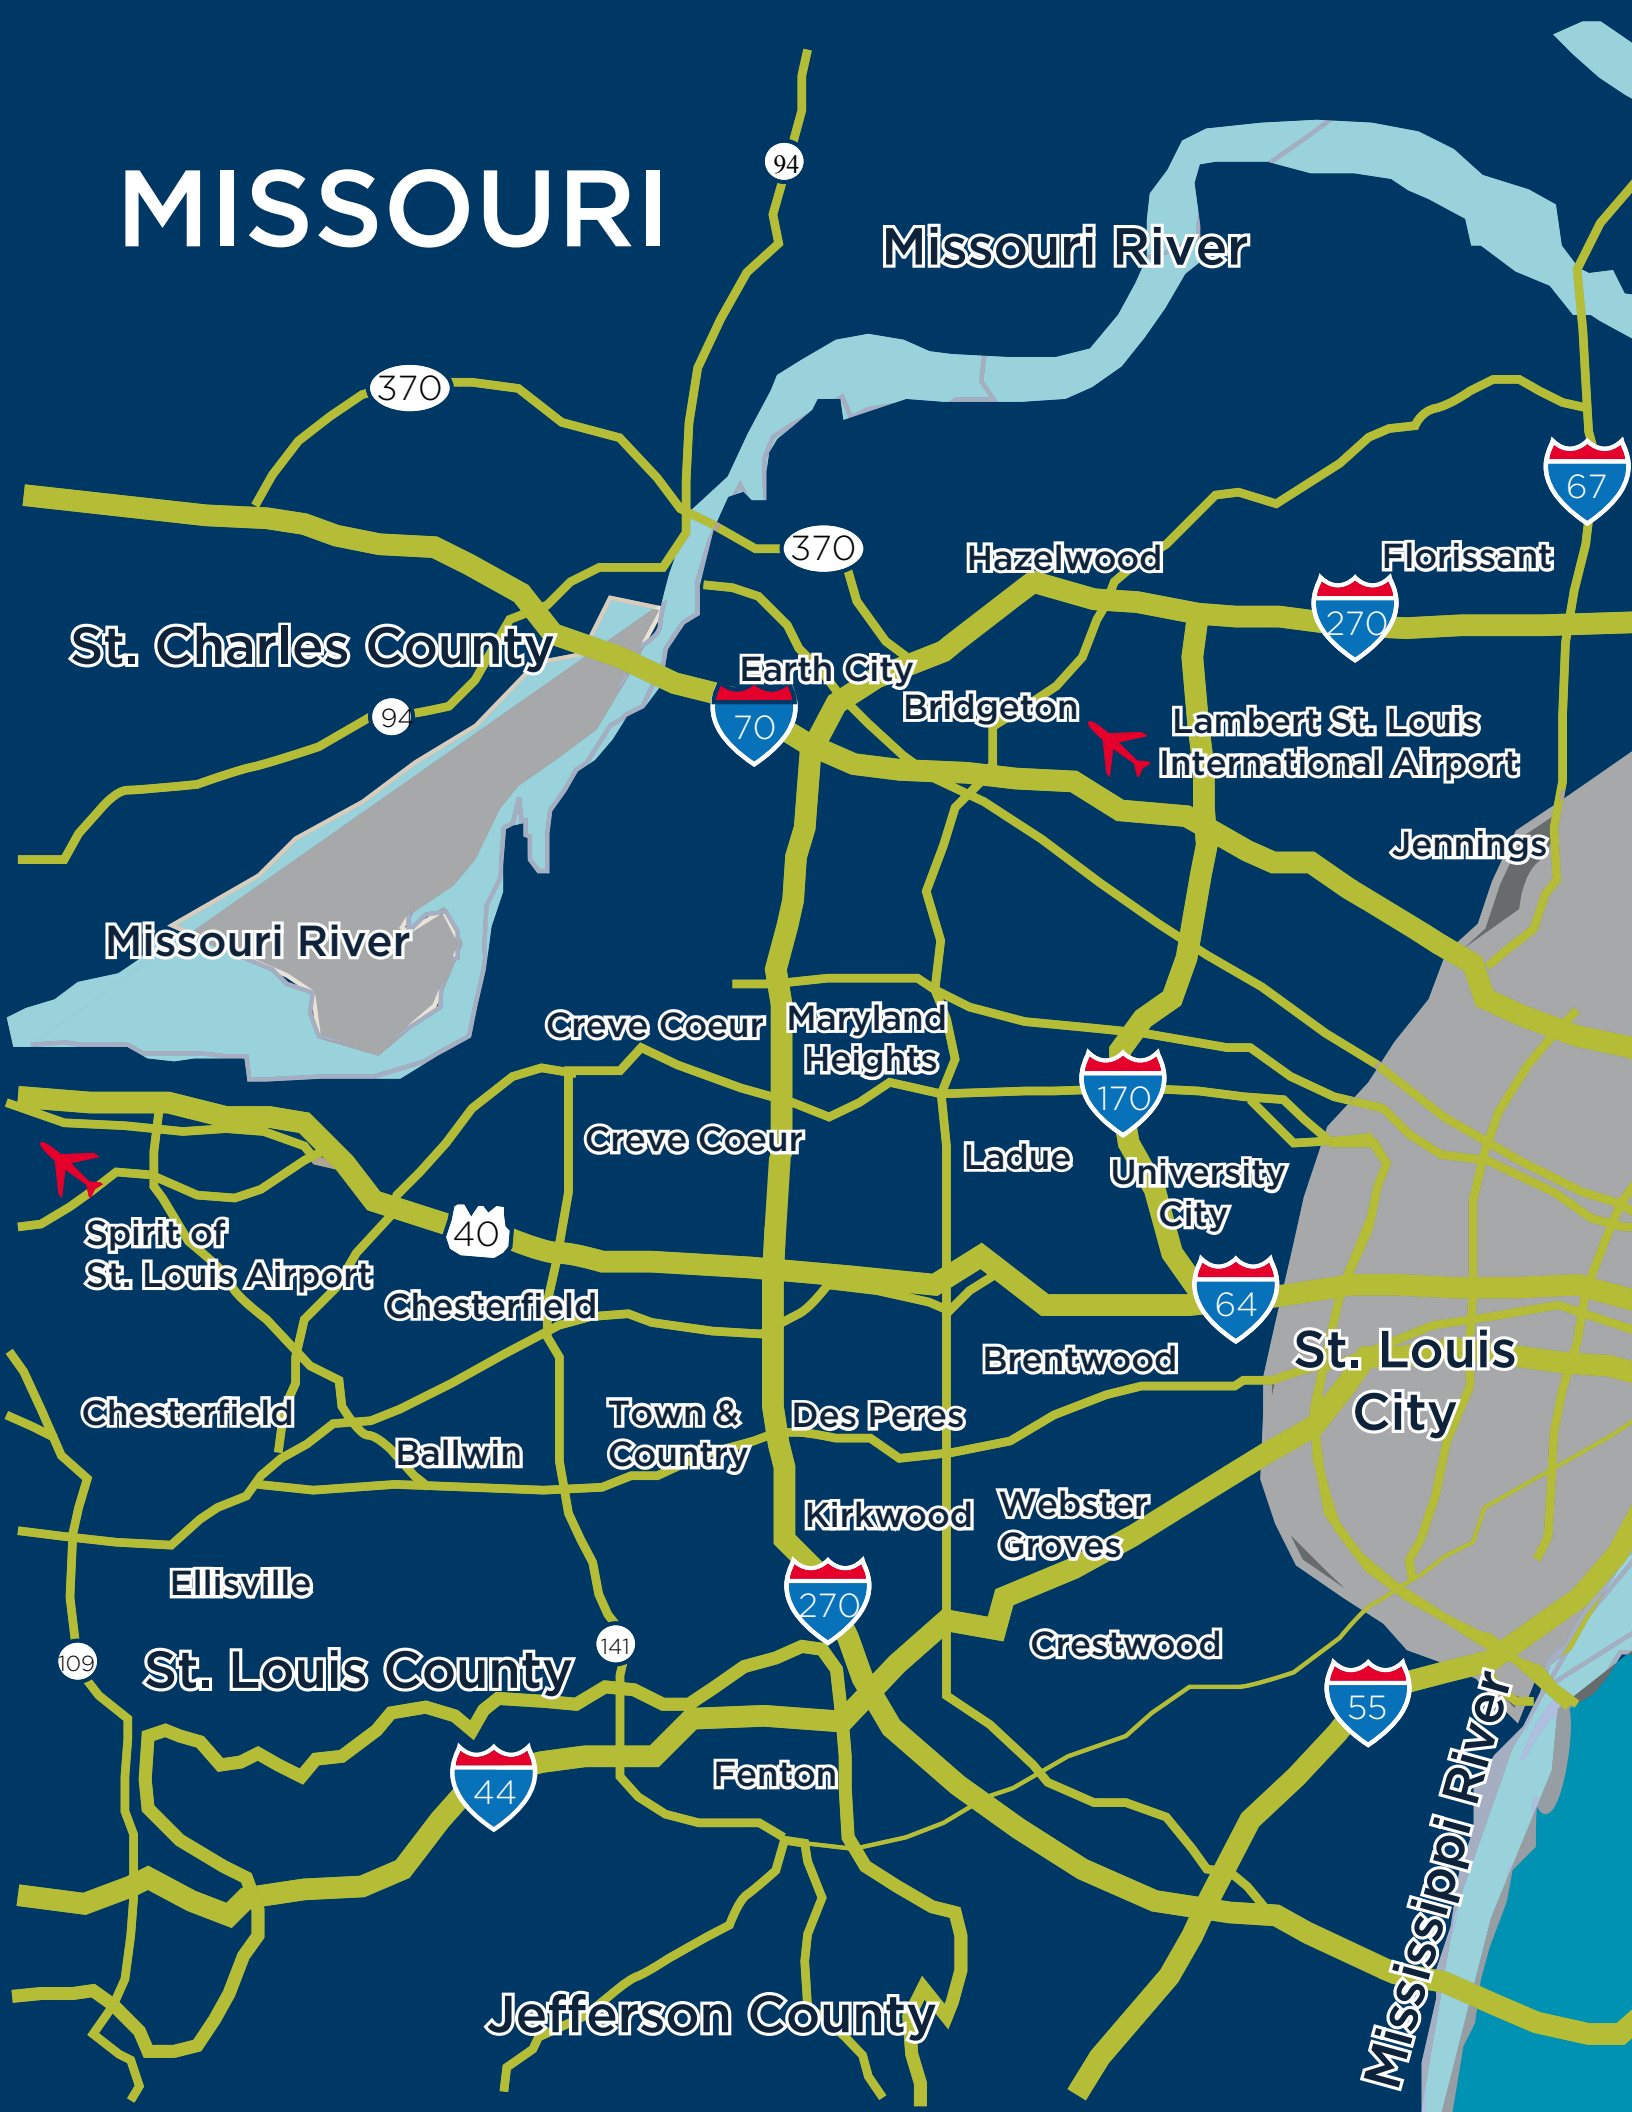 94
MISSOURI
Missouri River
370
67
370
Hazelwood
Florissant
270
St. Charles County
Earth City
Bridgeton
94
70
Lambert St. Louis
International Airport
Jennings
Missouri River
Creve Coeur
Maryland
Heights
170
Creve Coeur
Ladue
University
City
40
Spirit of
St. Louis Airport
Chesterfield
64
St. Louis
City
Brentwood
Chesterfield
Town &
Country
Des Peres
Ballwin
Kirkwood
Webster
Groves
Ellisville
270
109
141
Crestwood
St. Louis County
55
Mississippi River
Fenton
44
Jefferson County